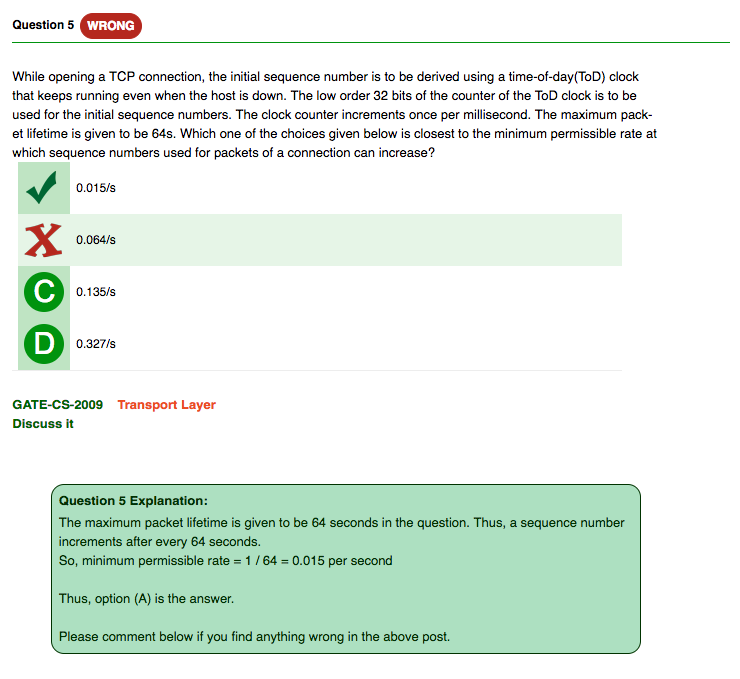 Question 5 WRONG
While opening a TCP connection, the initial sequence number is to be derived using a time-of-day(ToD) clock
that keeps running even when the host is down. The low order 32 bits of the counter of the ToD clock is to be
used for the initial sequence numbers. The clock counter increments once per millisecond. The maximum pack-
et lifetime is given to be 64s. Which one of the choices given below is closest to the minimum permissible rate at
which sequence numbers used for packets of a connection can increase?
0.015/s
X 0.064/s
C 0.135/s
D 0.327/s
GATE-CS-2009 Transport Layer
Discuss it
Question 5 Explanation:
The maximum packet lifetime is given to be 64 seconds in the question. Thus, a sequence number
increments after every 64 seconds.
So, minimum permissible rate = 1 / 64 = 0.015 per second
Thus, option (A) is the answer.
Please comment below if you find anything wrong in the above post.